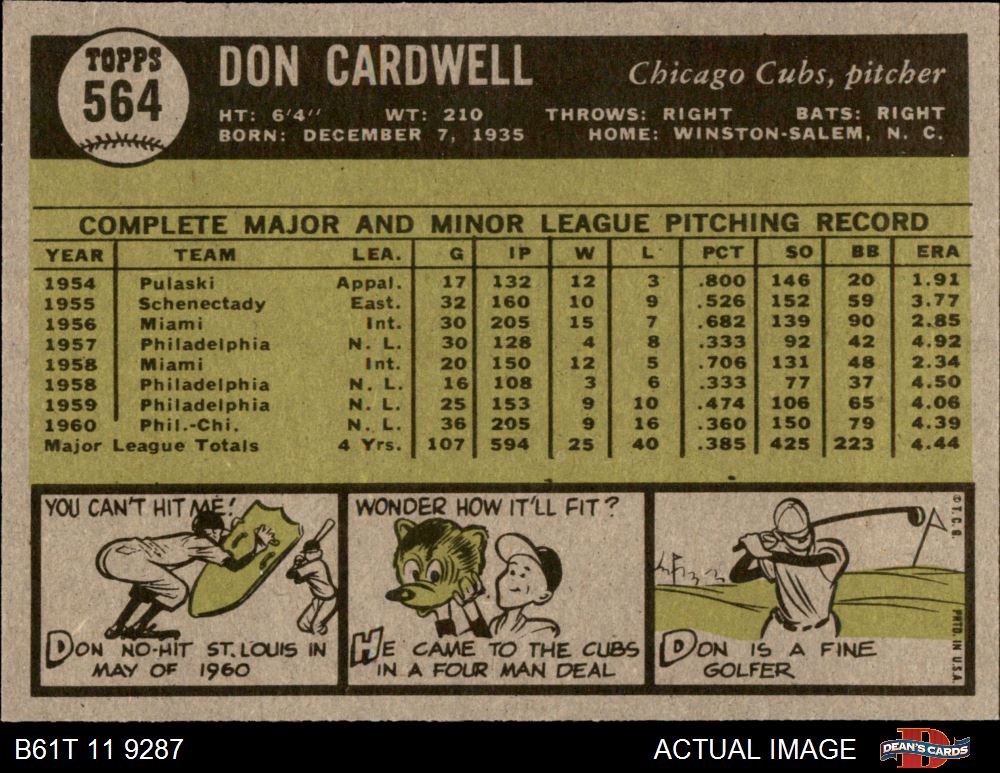 TOPPS
564
DON CARDWELL
Chicago Cubs, pitcher
HT: 6'4" WT: 210 THROWS: RIGHT BATS: RIGHT
BORN: DECEMBER 7, 1935 HOME: WINSTON-SALEM, N. C.
COMPLETE MAJOR AND MINOR LEAGUE PITCHING RECORD
YEAR TEAM LEA. G IP W L PCT SO BB ERA
1954 Pulaski Appal. 17 132 12 3 .800 146 20 1.91
1955 Schenectady East. 32 160 10 9 .526 152 59 3.77
1956 Miami Int. 30 205 15 7 .682 139 90 2.85
1957 Philadelphia N. L. 30 128 4 8 .333 92 42 4.92
1958 Miami Int. 20 150 12 5 .706 131 48 2.34
1958 Philadelphia N. L. 16 108 3 6 .333 77 37 4.50
1959 Philadelphia N. L. 25 153 9 10 .474 106 65 4.06
1960 Phil.-Chi. N. L. 36 205 9 16 .360 150 79 4.39
Major League Totals 4 Yrs. 107 594 25 40 .385 425 223 4.44
YOU CAN'T HIT ME!
DON NO-HIT ST. LOUIS IN
MAY OF 1960
WONDER HOW IT'LL FIT?
HE CAME TO THE CUBS
IN A FOUR MAN DEAL
DON IS A FINE
GOLFER
© T.C.G.
PRTD. IN U.S.A.
B61T 11 9287
ACTUAL IMAGE
DEAN'S CARDS